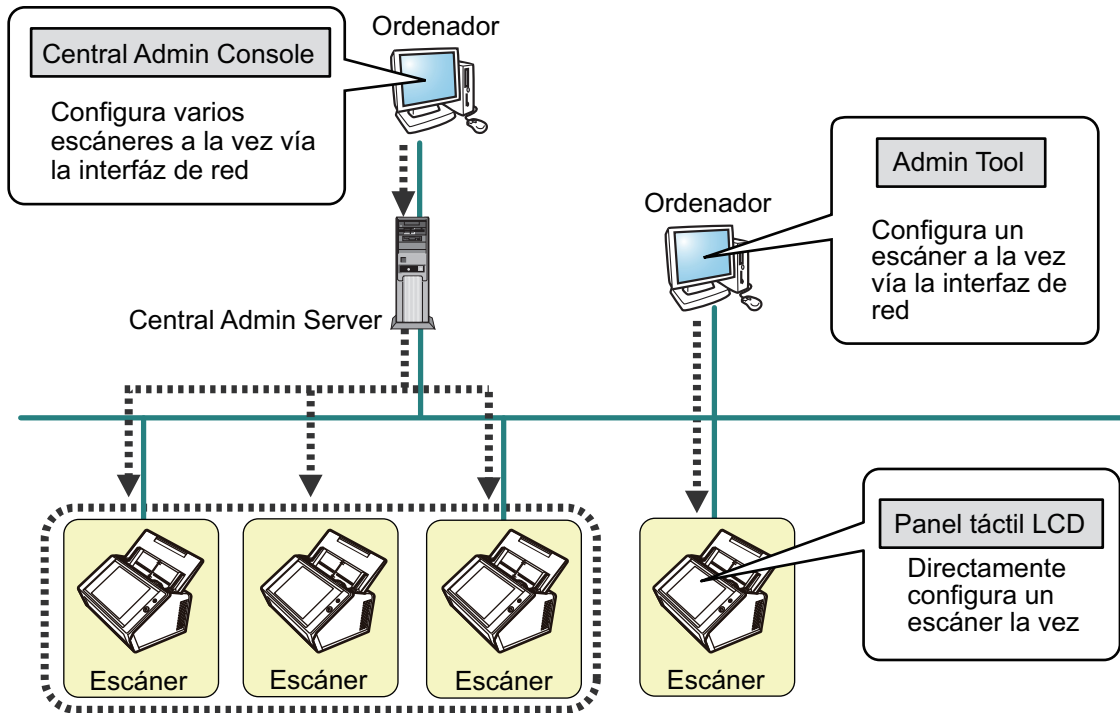 Ordenador
Central Admin Console
Configura varios
escáneres a la vez vía
la interfáz de red
Ordenador
Admin Tool
Configura un
escáner a la vez
vía la interfaz de
red
Central Admin Server
Panel táctil LCD
Directamente
configura un
escáner la vez
Escáner
Escáner
Escáner
Escáner